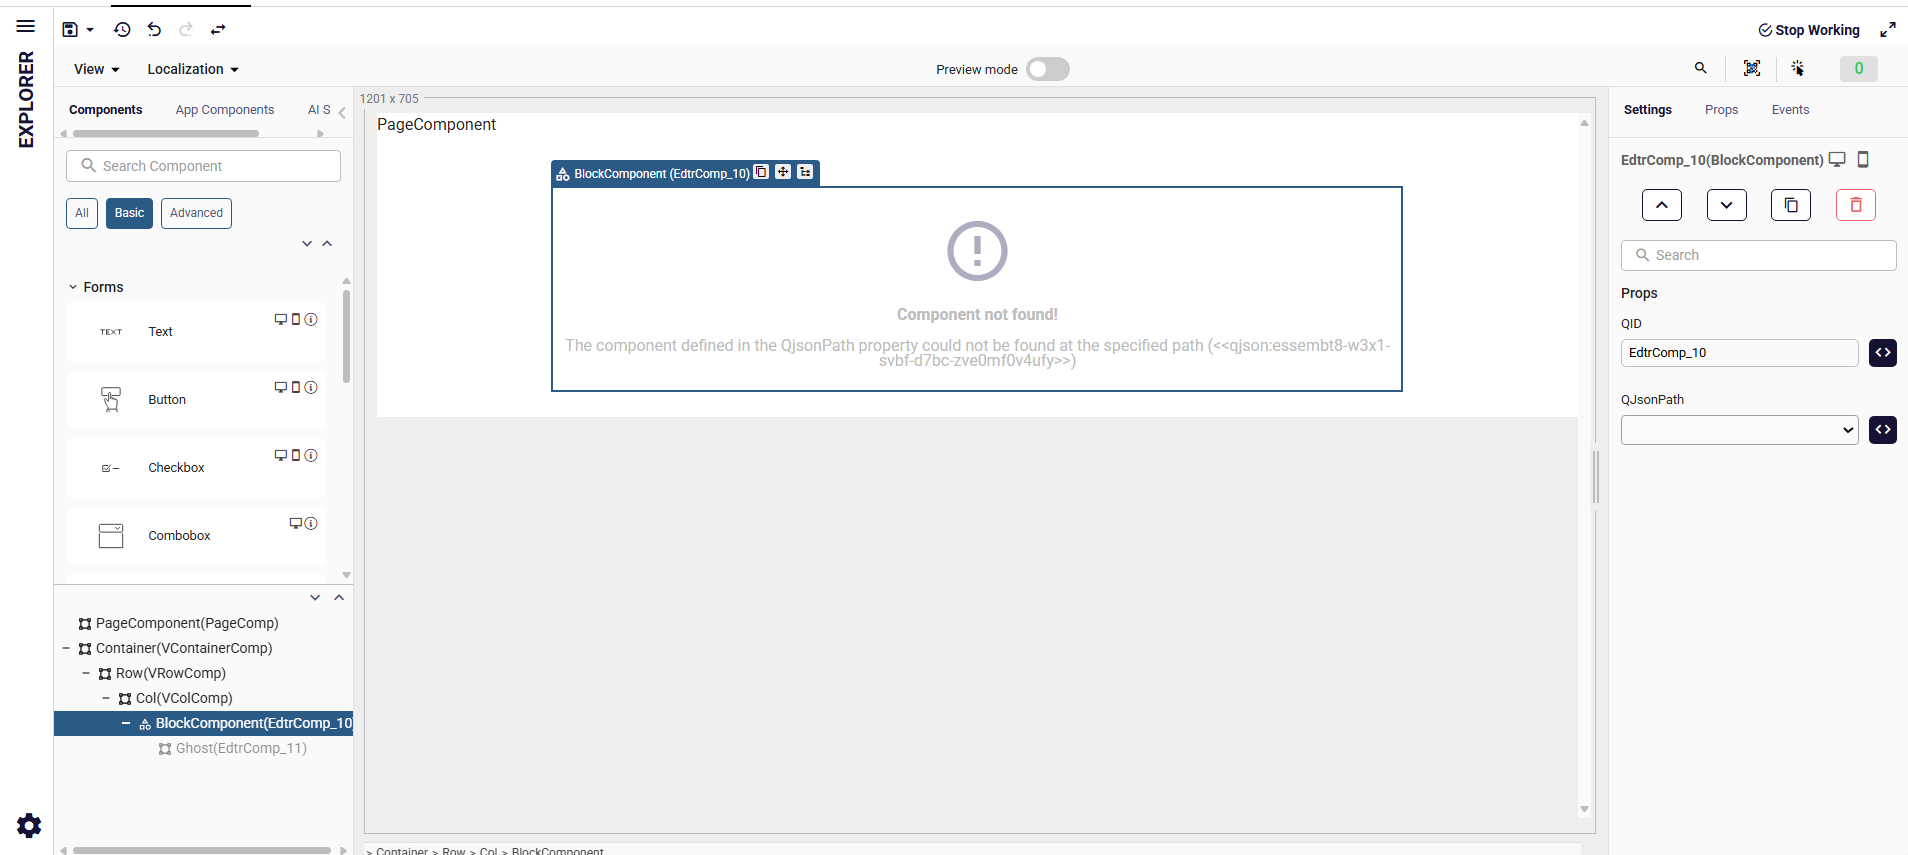 EXPLORER
Stop Working
View
Localization
Preview mode
0
Components
App Components
AI S
Search Component
All
Basic
Advanced
Forms
TEXT
Text
Button
Checkbox
Combobox
PageComponent(PageComp)
Container(VContainerComp)
Row(VRowComp)
Col(VColComp)
BlockComponent(EdtrComp_10)
Ghost(EdtrComp_11)
1201 x 705
PageComponent
BlockComponent (EdtrComp_10)
Component not found!
The component defined in the QjsonPath property could not be found at the specified path (<<qjson:essembt8-w3x1-
svbf-d7bc-zve0mf0v4ufy>>)
> Container > Row > Col > BlockComponent
Settings
Props
Events
EdtrComp_10(BlockComponent)
Search
Props
QID
EdtrComp_10
QJsonPath